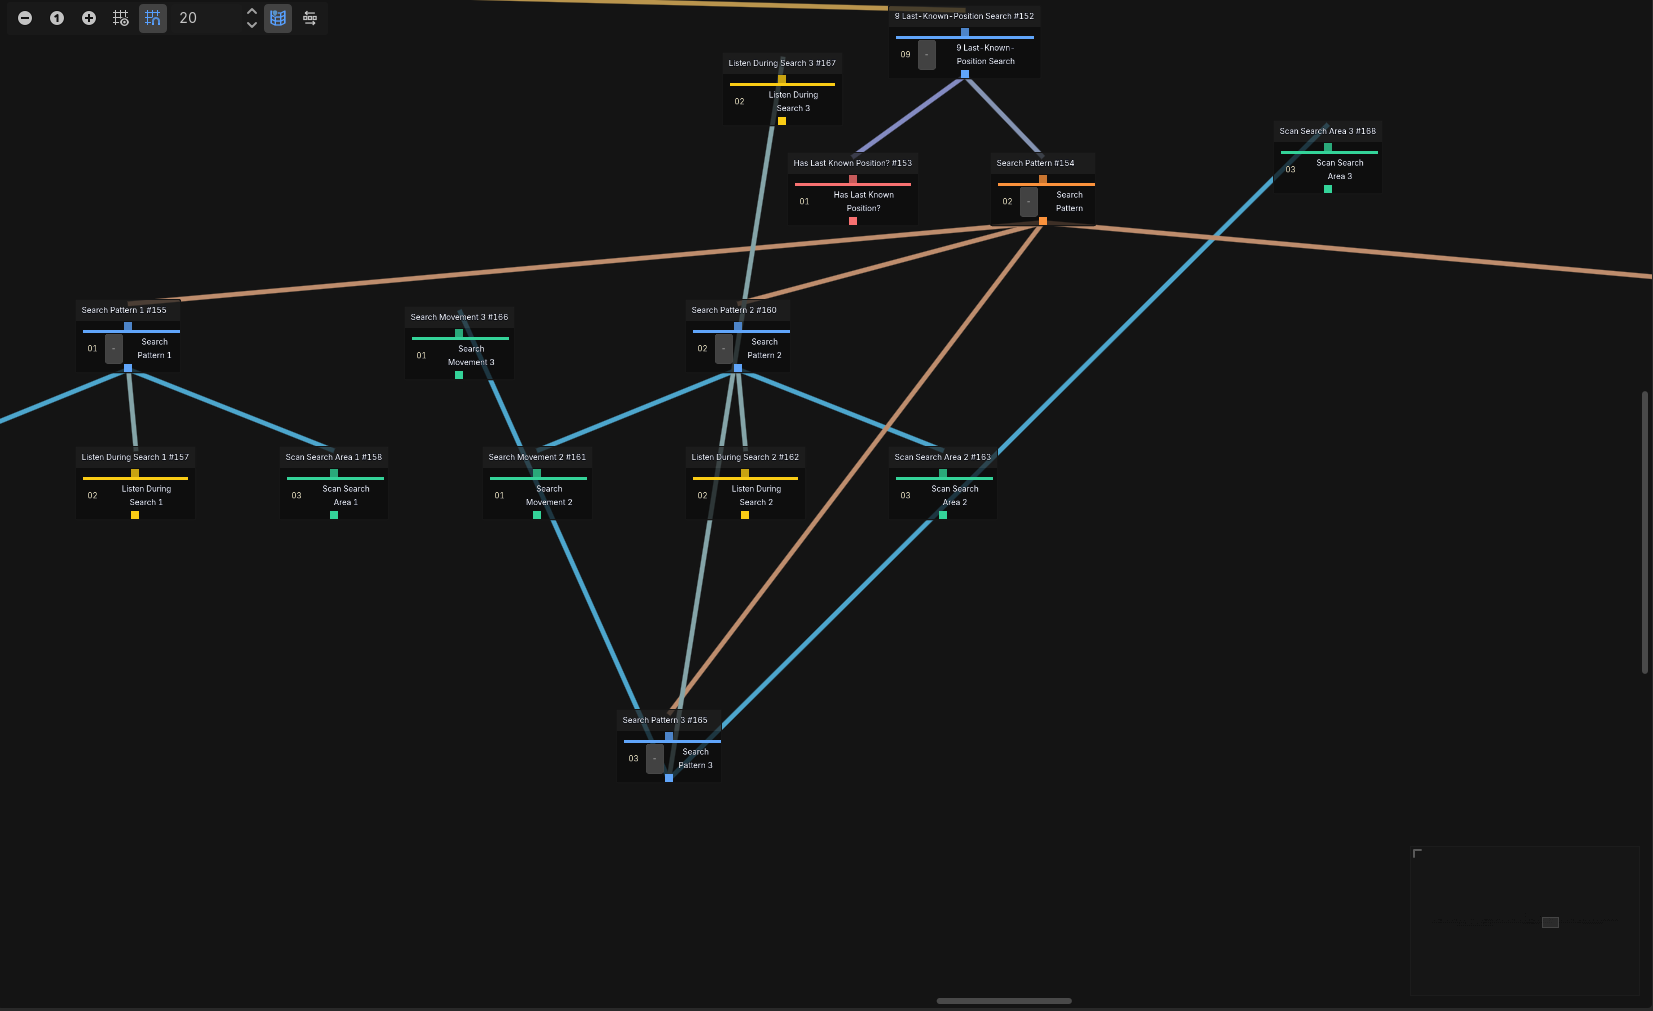 1
20
9 Last-Known-Position Search #152
09
-
9 Last-Known-
Position Search
Listen During Search 3 #167
02
Listen During
Search 3
Scan Search Area 3 #168
03
Scan Search
Area 3
Has Last Known Position? #153
01
Has Last Known
Position?
Search Pattern #154
02
-
Search
Pattern
Search Pattern 1 #155
01
-
Search
Pattern 1
Search Movement 3 #166
01
Search
Movement 3
Search Pattern 2 #160
02
-
Search
Pattern 2
Listen During Search 1 #157
02
Listen During
Search 1
Scan Search Area 1 #158
03
Scan Search
Area 1
Search Movement 2 #161
01
Search
Movement 2
Listen During Search 2 #162
02
Listen During
Search 2
Scan Search Area 2 #163
03
Scan Search
Area 2
Search Pattern 3 #165
03
-
Search
Pattern 3